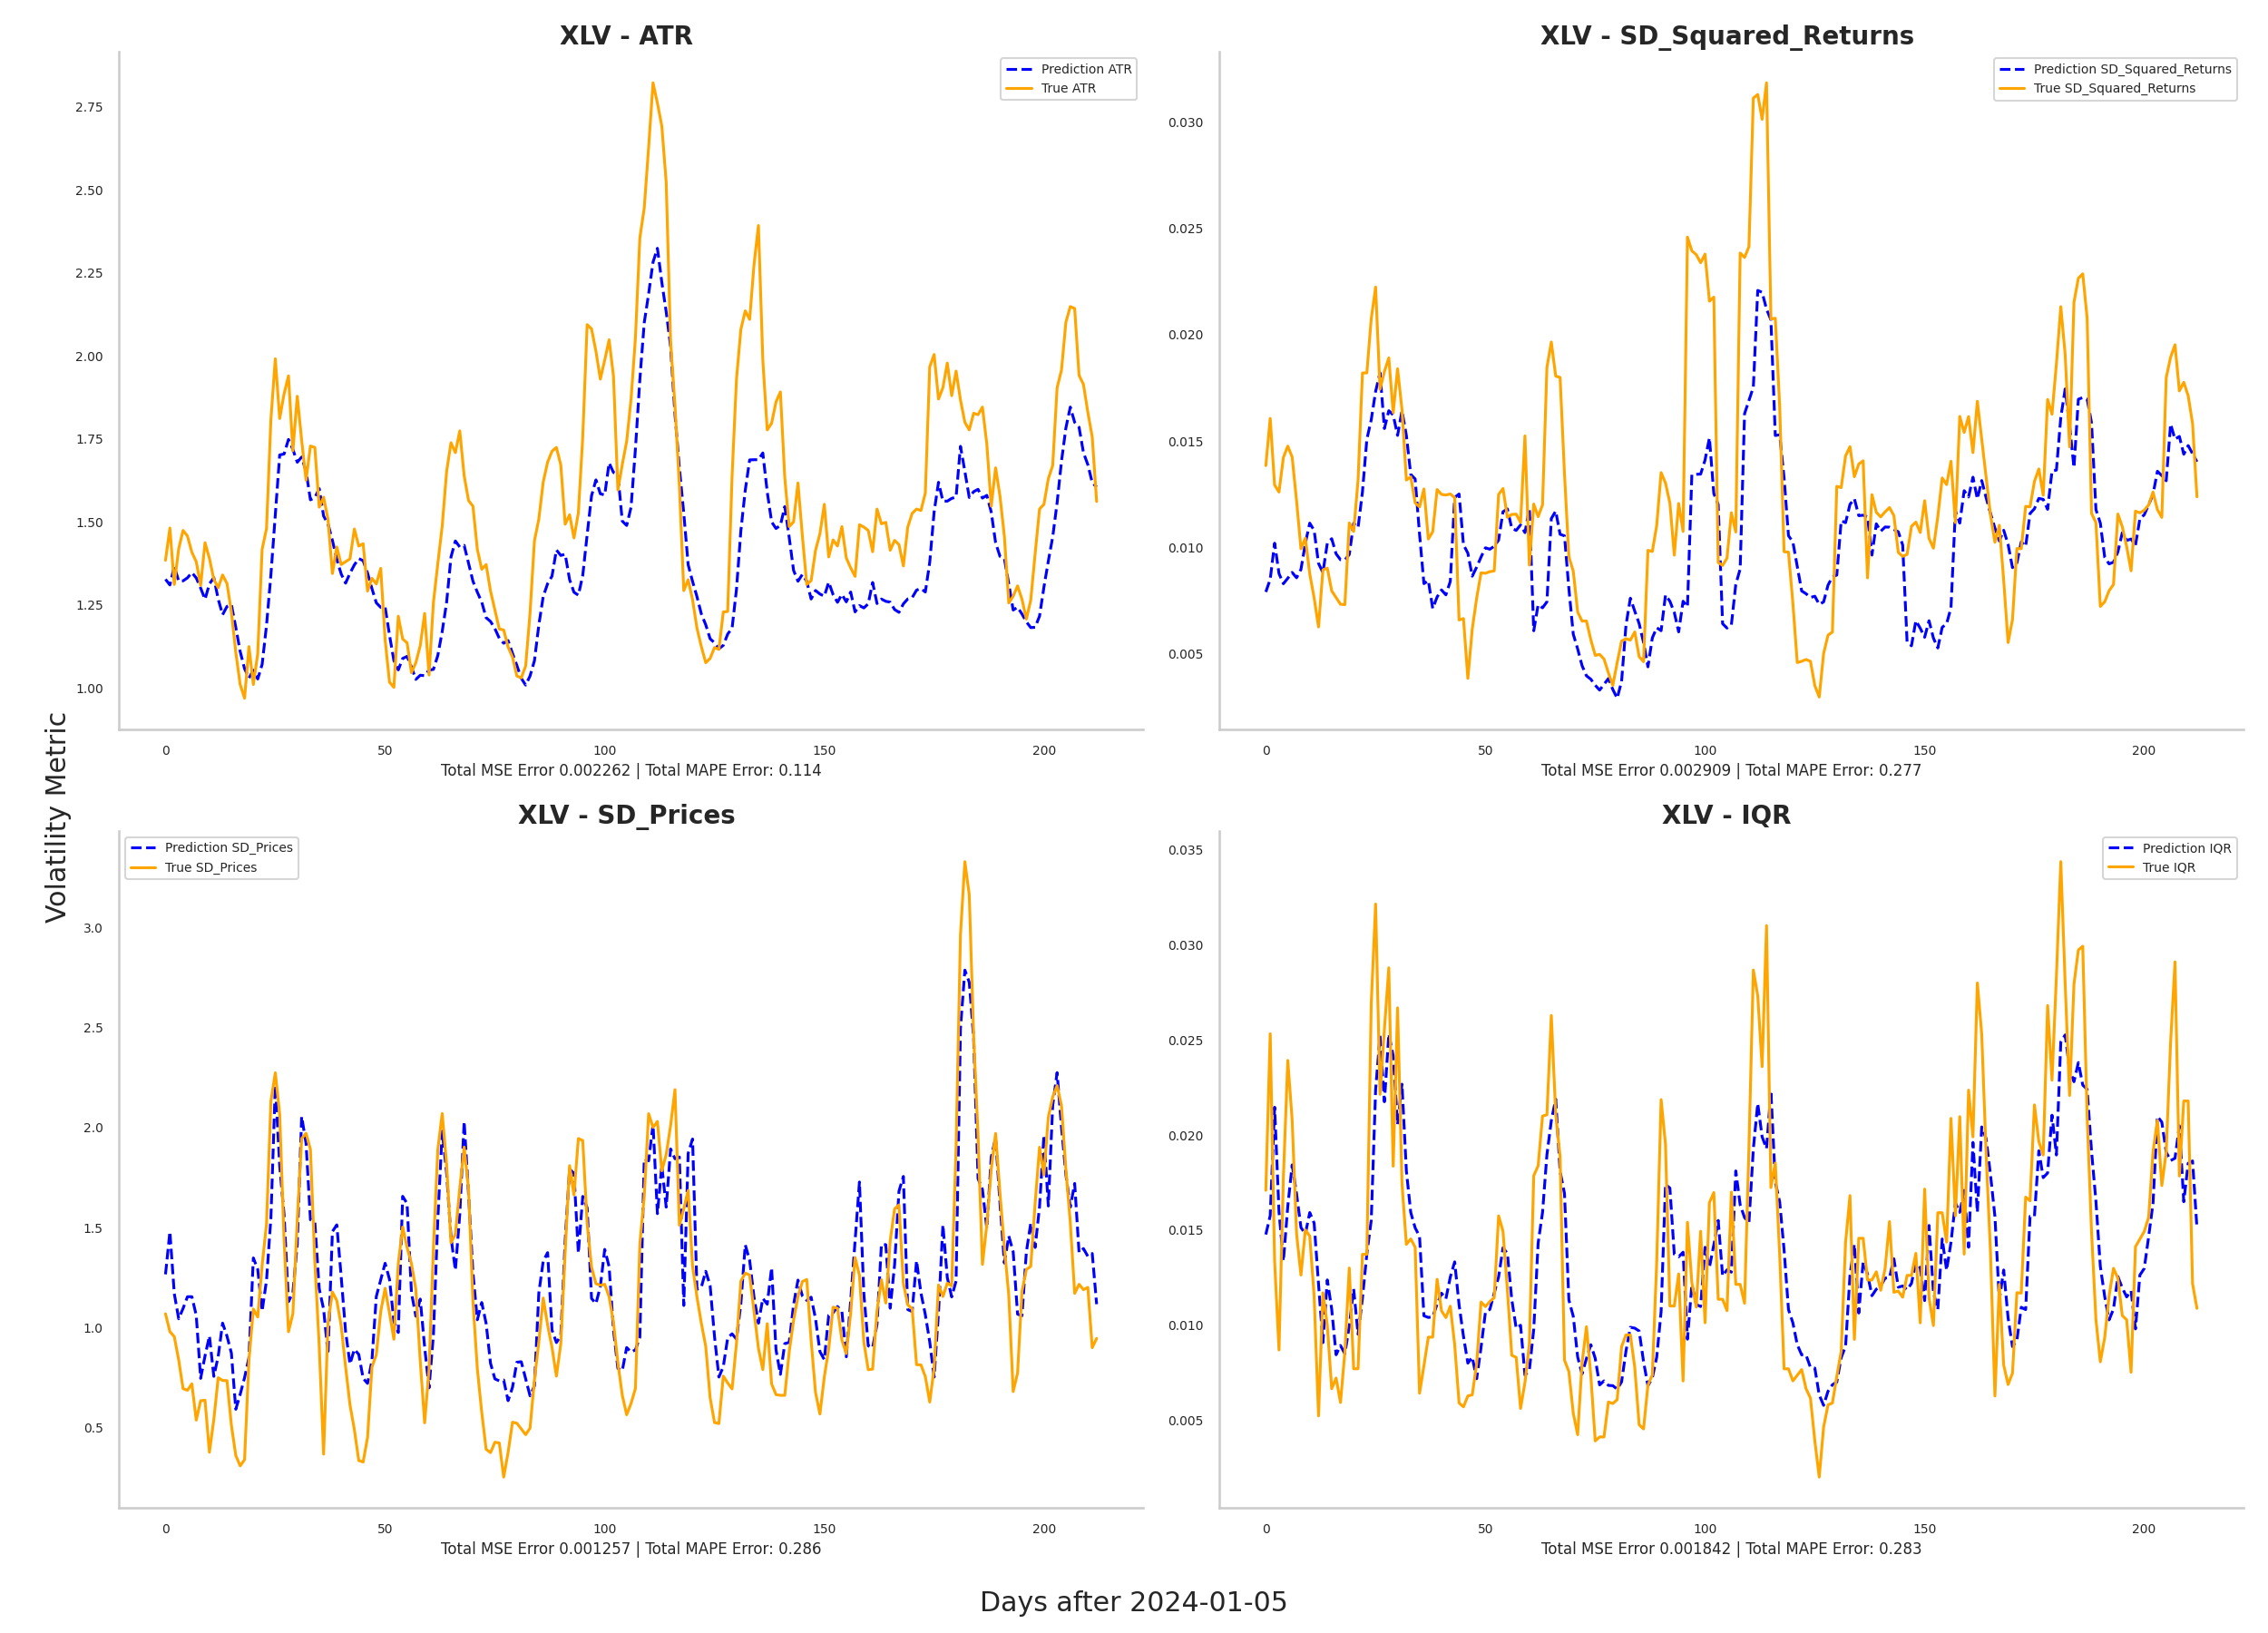 XLV - ATR
Prediction ATR
True ATR
2.75
2.50
2.25
2.00
1.75
1.50
1.25
1.00
0 50 100 150 200
Total MSE Error 0.002262 | Total MAPE Error: 0.114
XLV - SD_Squared_Returns
Prediction SD_Squared_Returns
True SD_Squared_Returns
0.030
0.025
0.020
0.015
0.010
0.005
0 50 100 150 200
Total MSE Error 0.002909 | Total MAPE Error: 0.277
Volatility Metric
XLV - SD_Prices
Prediction SD_Prices
True SD_Prices
3.0
2.5
2.0
1.5
1.0
0.5
0 50 100 150 200
Total MSE Error 0.001257 | Total MAPE Error: 0.286
XLV - IQR
Prediction IQR
True IQR
0.035
0.030
0.025
0.020
0.015
0.010
0.005
0 50 100 150 200
Total MSE Error 0.001842 | Total MAPE Error: 0.283
Days after 2024-01-05